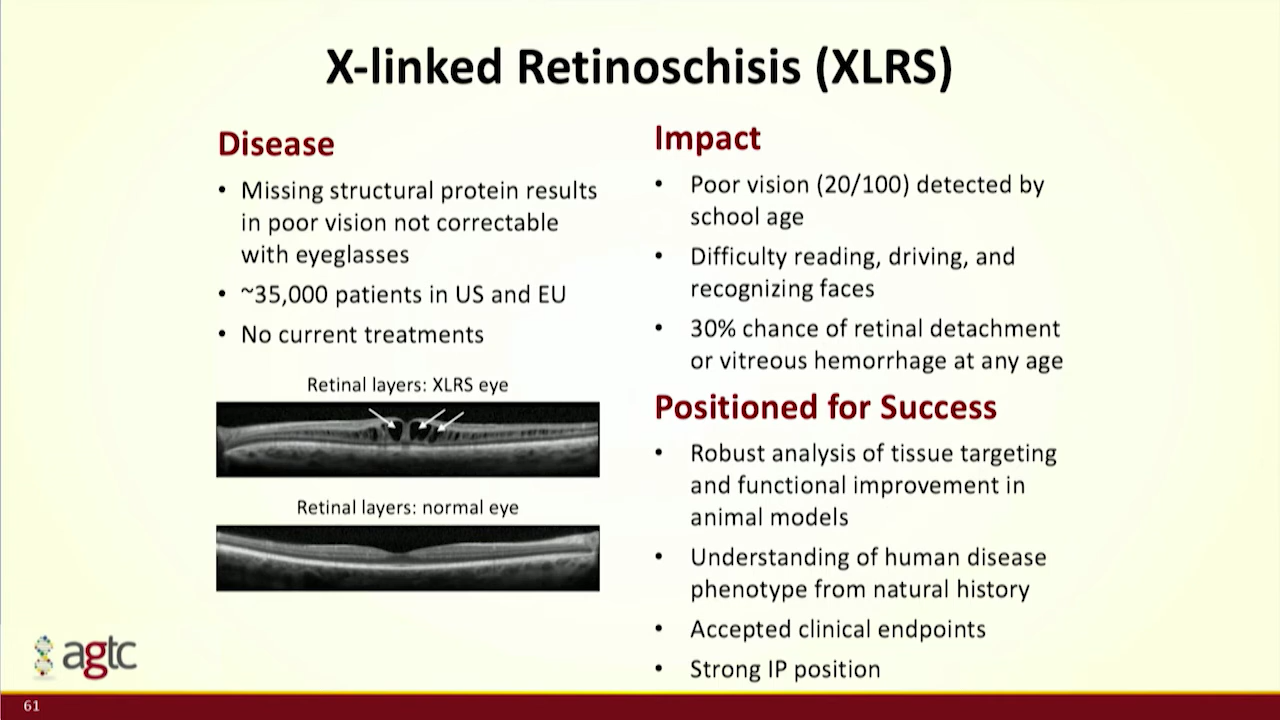 X-linked Retinoschisis (XLRS)
Disease
• Missing structural protein results
in poor vision not correctable
with eyeglasses
• ~35,000 patients in US and EU
• No current treatments
Retinal layers: XLRS eye
Retinal layers: normal eye
Impact
• Poor vision (20/100) detected by
school age
• Difficulty reading, driving, and
recognizing faces
• 30% chance of retinal detachment
or vitreous hemorrhage at any age
Positioned for Success
• Robust analysis of tissue targeting
and functional improvement in
animal models
• Understanding of human disease
phenotype from natural history
• Accepted clinical endpoints
• Strong IP position
agtc
61